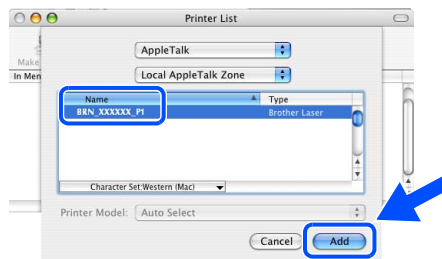 Printer List
AppleTalk
Make
Local AppleTalk Zone
In Men
Name Type
BRN_XXXXXX_P1 Brother Laser
Character Set:Western (Mac)
Printer Model: Auto Select
Cancel Add